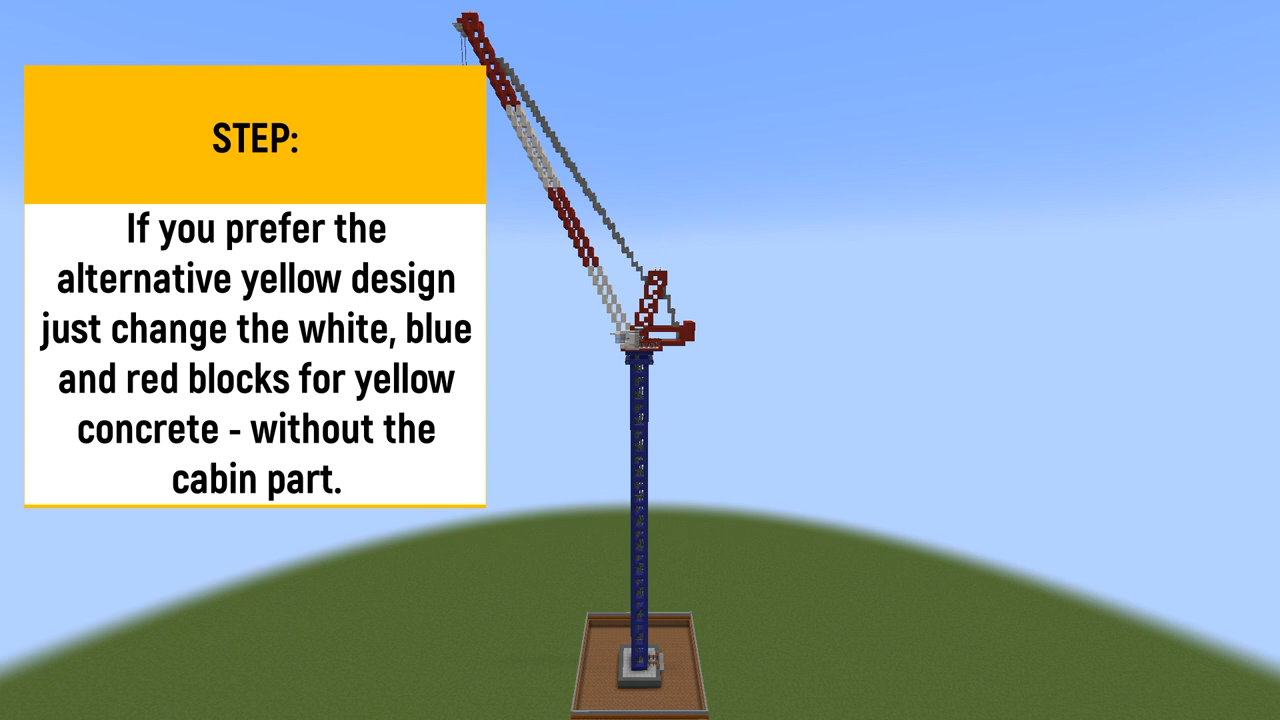 STEP:
If you prefer the
alternative yellow design
just change the white, blue
and red blocks for yellow
concrete - without the
cabin part.